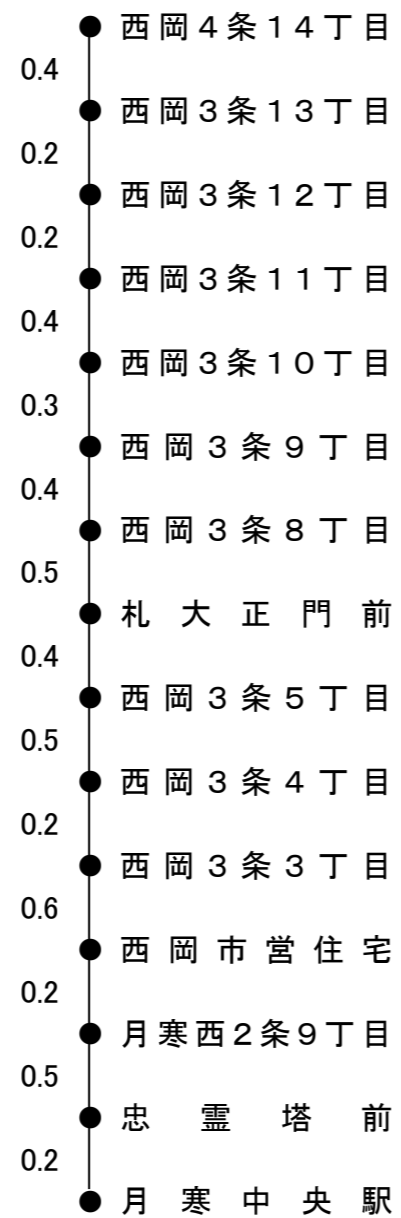 西岡4条14丁目
0.4
西岡3条13丁目
0.2
西岡3条12丁目
0.2
西岡3条11丁目
0.4
西岡3条10丁目
0.3
西岡3条9丁目
0.4
西岡3条8丁目
0.5
札大正門前
0.4
西岡3条5丁目
0.5
西岡3条4丁目
0.2
西岡3条3丁目
0.6
西岡市営住宅
0.2
月寒西2条9丁目
0.5
忠霊塔前
0.2
月寒中央駅